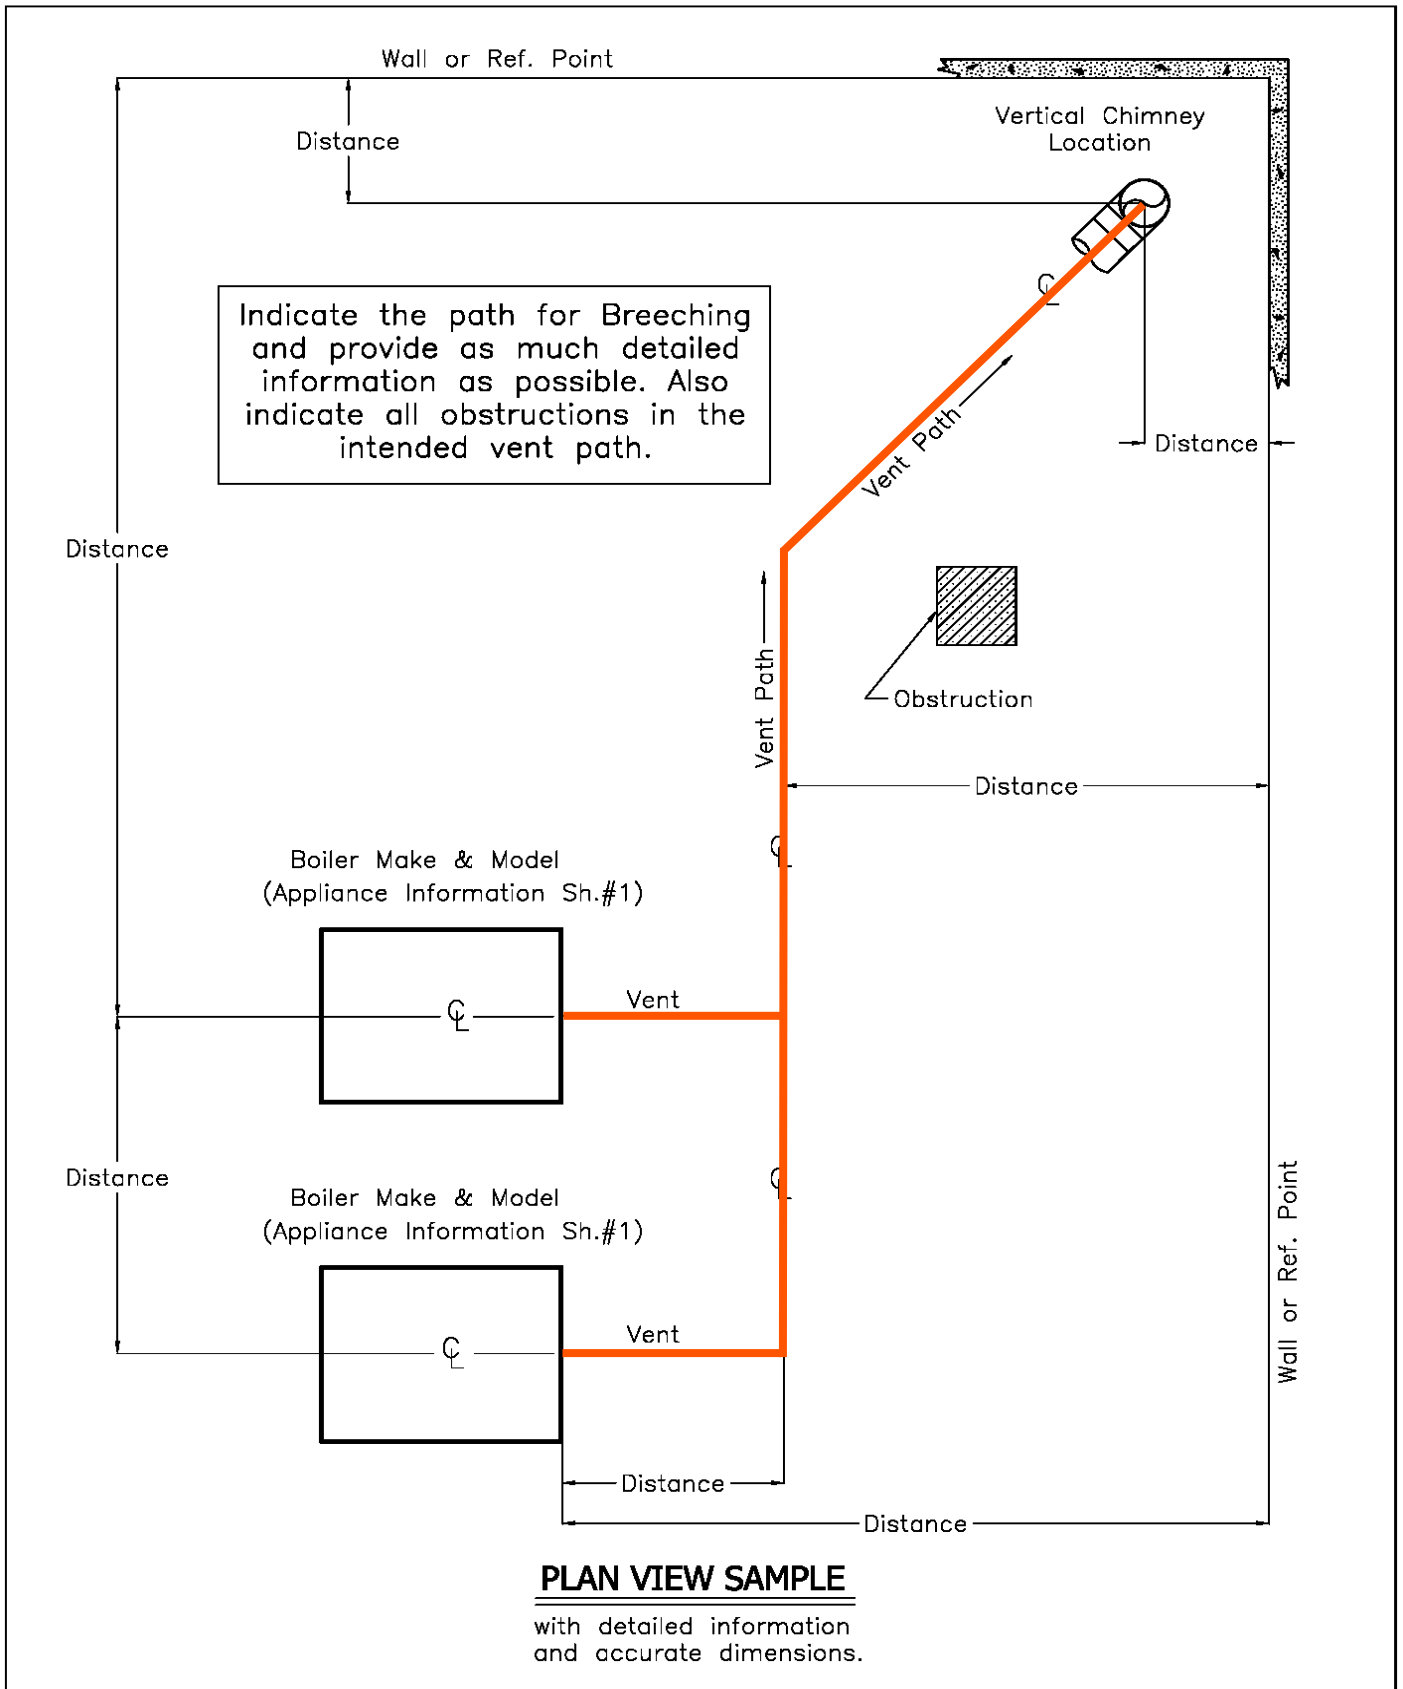 Wall or Ref. Point
Distance
Vertical Chimney
Location
℄
Indicate the path for Breeching
and provide as much detailed
information as possible. Also
indicate all obstructions in the
intended vent path.
Vent Path
Distance
Distance
Vent Path
Obstruction
Distance
℄
Boiler Make & Model
(Appliance Information Sh.#1)
Vent
℄
Distance
℄
Boiler Make & Model
(Appliance Information Sh.#1)
Wall or Ref. Point
Vent
℄
Distance
Distance
PLAN VIEW SAMPLE
with detailed information
and accurate dimensions.